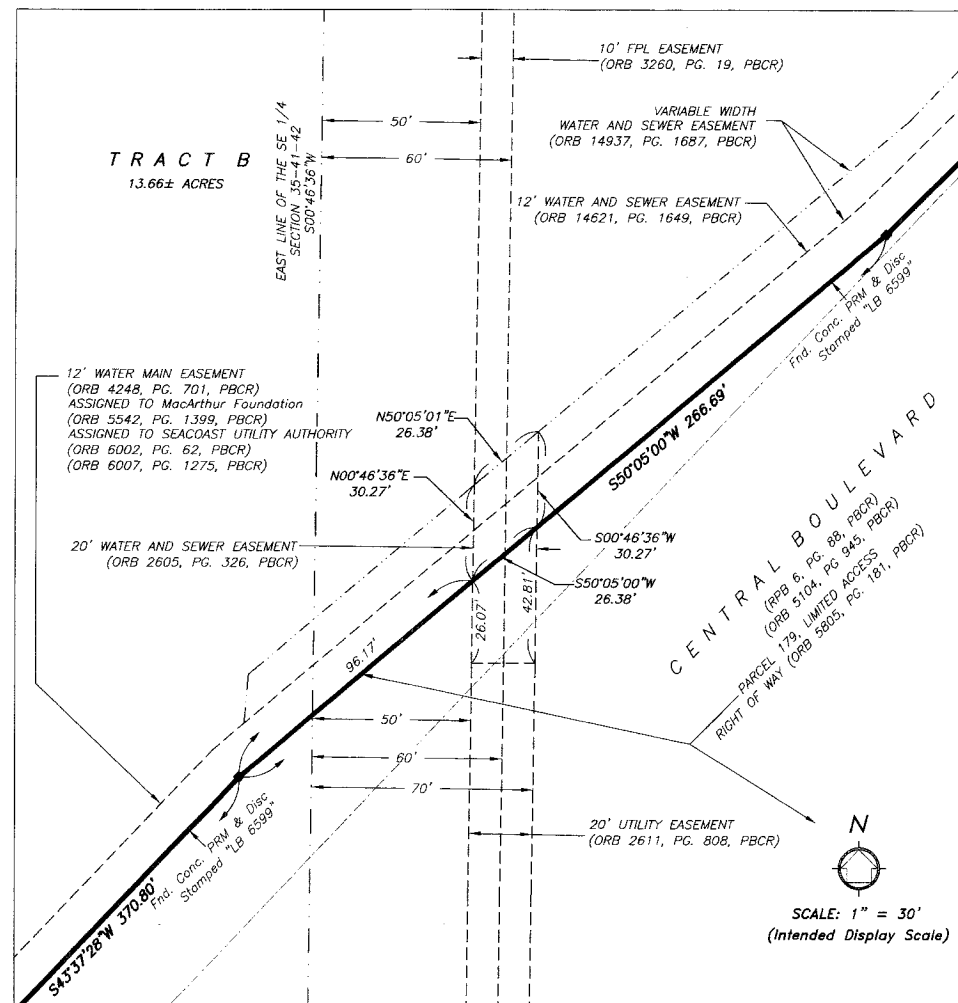 10' FPL EASEMENT
(ORB 3260, PG. 19, PBCR)
VARIABLE WIDTH
WATER AND SEWER EASEMENT
(ORB 14937, PG. 1687, PBCR)
50'
60'
TRACT B
13.66± ACRES
EAST LINE OF THE SE 1/4
SECTION 35-41-42
S00°46'36"W
12' WATER AND SEWER EASEMENT
(ORB 14621, PG. 1649, PBCR)
Fnd. Conc. PRM & Disc
Stamped "LB 6599"
12' WATER MAIN EASEMENT
(ORB 4248, PG. 701, PBCR)
ASSIGNED TO MacArthur Foundation
(ORB 5542, PG. 1399, PBCR)
ASSIGNED TO SEACOAST UTILITY AUTHORITY
(ORB 6002, PG. 62, PBCR)
(ORB 6007, PG. 1275, PBCR)
N50°05'01"E
26.38'
S50°05'00"W 266.69'
N00°46'36"E
30.27'
20' WATER AND SEWER EASEMENT
(ORB 2605, PG. 326, PBCR)
S00°46'36"W
30.27'
S50°05'00"W
26.38'
26.07'
42.81'
96.17'
CENTRAL BOULEVARD
(RPB 6, PG. 88, PBCR)
(ORB 5104, PG 945, PBCR)
PARCEL 179, LIMITED ACCESS
RIGHT OF WAY (ORB 5805, PG. 181, PBCR)
50'
60'
70'
Fnd. Conc. PRM & Disc
Stamped "LB 6599"
S43°37'28"W 370.80'
20' UTILITY EASEMENT
(ORB 2611, PG. 808, PBCR)
N
SCALE: 1" = 30'
(Intended Display Scale)